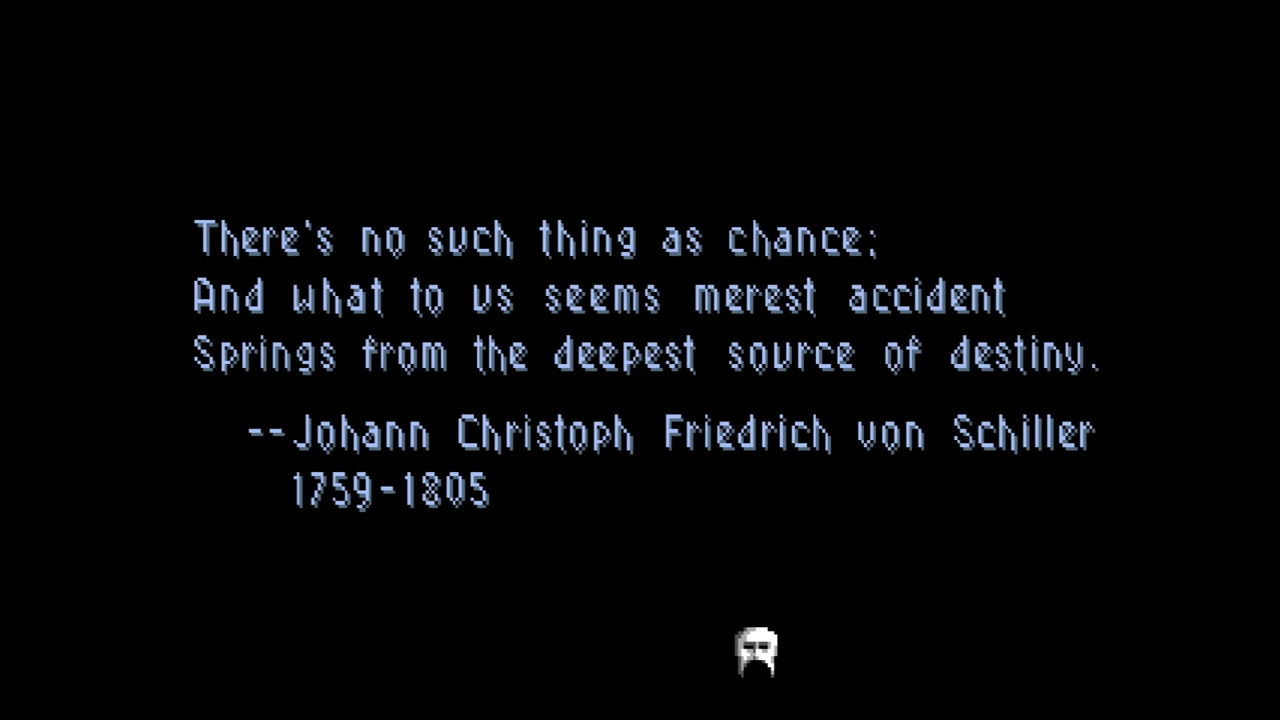 There's no such thing as chance;
And what to us seems merest accident
Springs from the deepest source of destiny.
--Johann Christoph Friedrich von Schiller
1759-1805